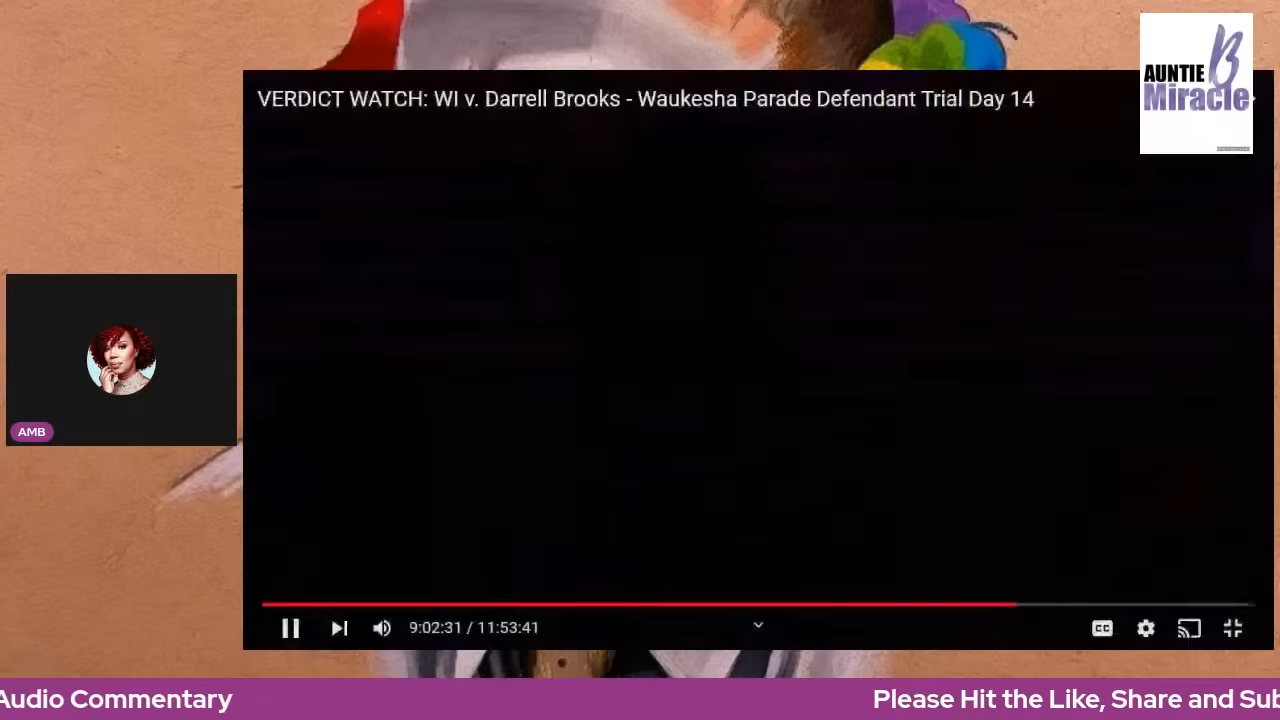 VERDICT WATCH: WI v. Darrell Brooks - Waukesha Parade Defendant Trial Day 14
AUNTIE B
Miracle
AMB
9:02:31 / 11:53:41
CC
Audio Commentary
Please Hit the Like, Share and Sub